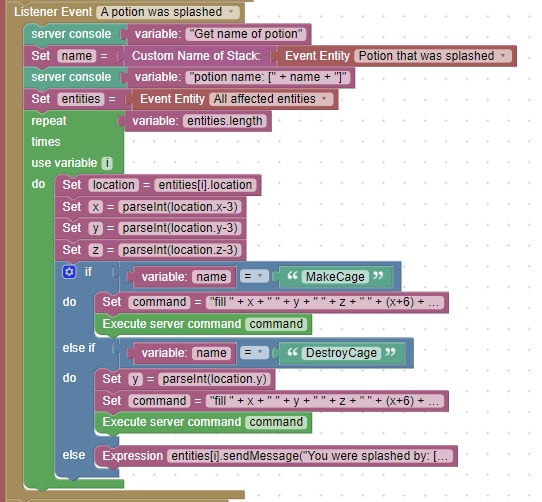 Listener Event A potion was splashed
server console variable: "Get name of potion"
Set name = Custom Name of Stack: Event Entity Potion that was splashed
server console variable: "potion name: [" + name + "]"
Set entities = Event Entity All affected entities
repeat variable: entities.length
times
use variable i
do Set location = entities[i].location
Set x = parseInt(location.x-3)
Set y = parseInt(location.y-3)
Set z = parseInt(location.z-3)
if variable: name = “ MakeCage ”
do Set command = "fill " + x + " " + y + " " + z + " " + (x+6) + ...
Execute server command command
else if variable: name = “ DestroyCage ”
do Set y = parseInt(location.y)
Set command = "fill " + x + " " + y + " " + z + " " + (x+6) + ...
Execute server command command
else Expression entities[i].sendMessage("You were splashed by: [...